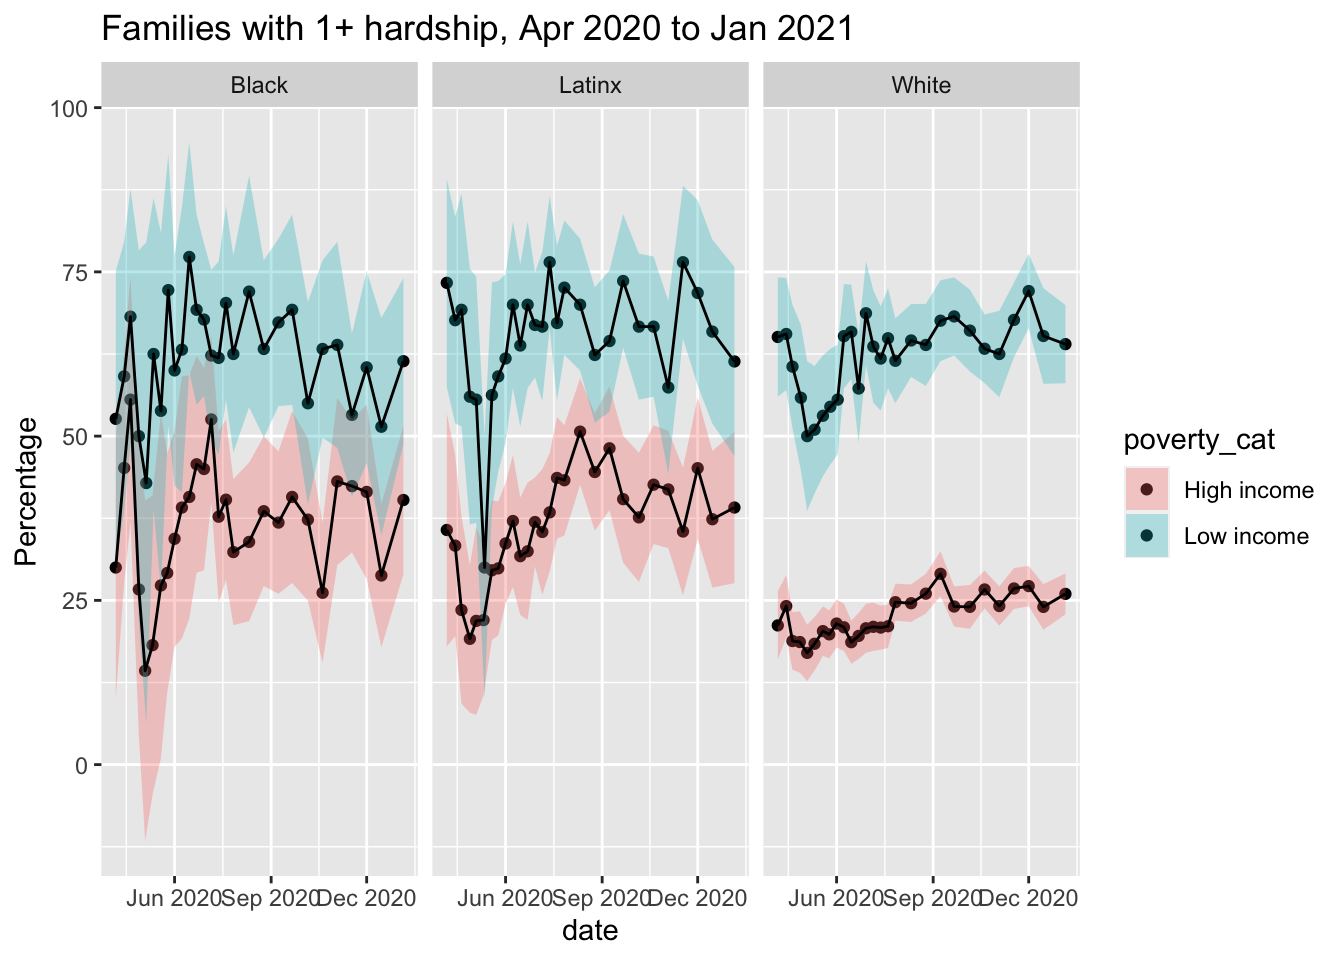 Families with 1+ hardship, Apr 2020 to Jan 2021
Black
Latinx
White
100
75
50
25
0
Percentage
Jun 2020 Sep 2020 Dec 2020
Jun 2020 Sep 2020 Dec 2020
Jun 2020 Sep 2020 Dec 2020
date
poverty_cat
High income
Low income